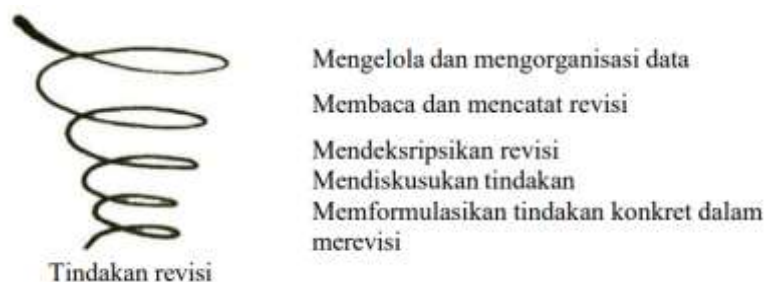 Mengelola dan mengorganisasi data
Membaca dan mencatat revisi
Mendeksripsikan revisi
Mendiskusukan tindakan
Memformulasikan tindakan konkret dalam
merevisi
Tindakan revisi